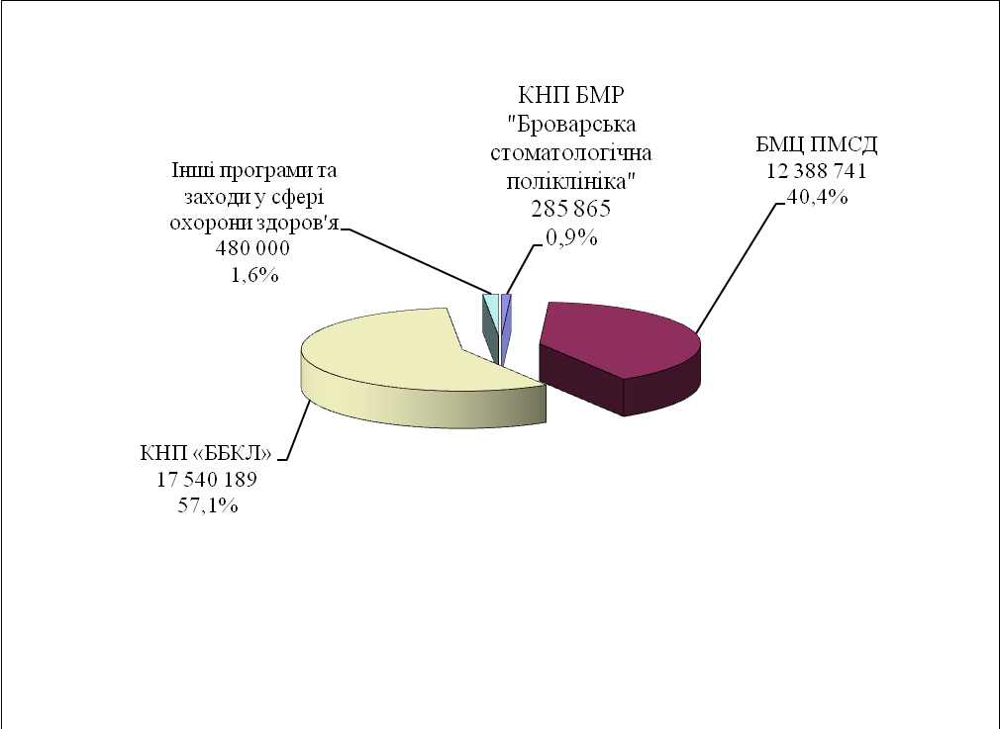 КНП БМР
"Броварська
стоматологічна
поліклініка"
285 865
0,9%
БМЦ ПМСД
12 388 741
40,4%
Інші програми та
заходи у сфері
охорони здоров'я
480 000
1,6%
КНП «ББКЛ»
17 540 189
57,1%